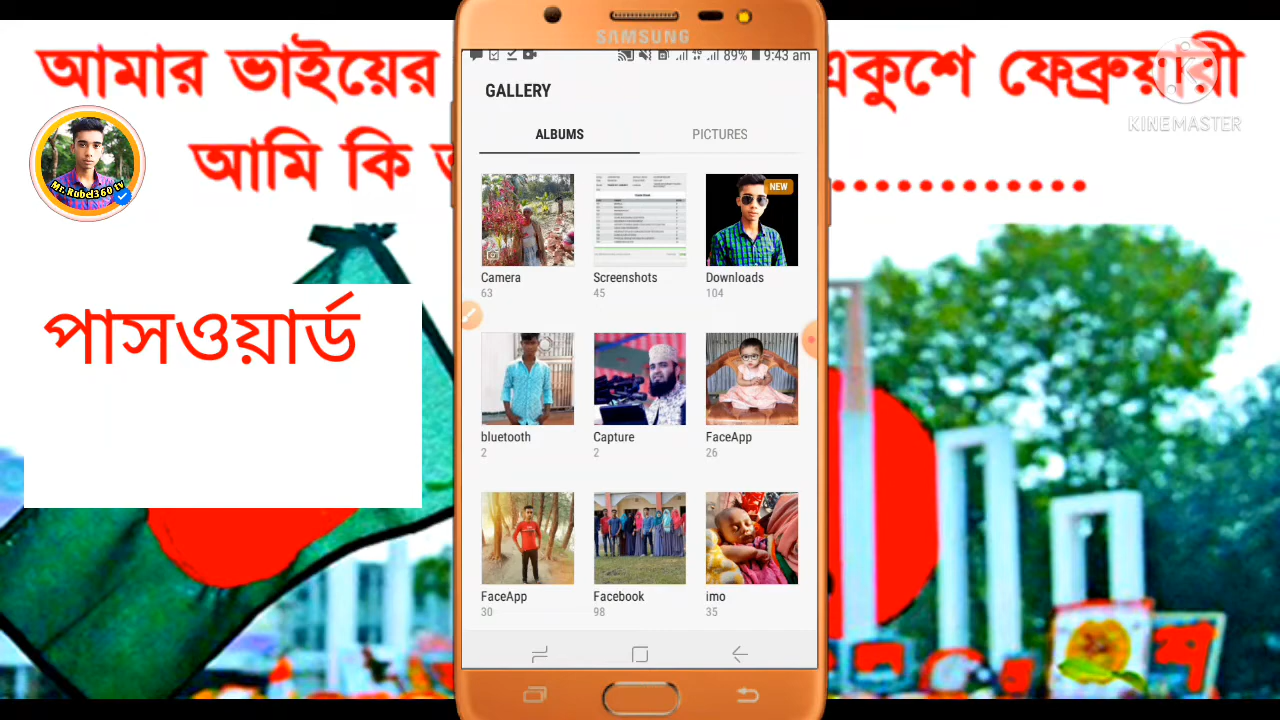 আমার ভাইয়ের
একুশে ফেব্রুয়ারী
আমি কি
..............
KINEMASTER
Mr. Rubel360 tv
পাসওয়ার্ড
SAMSUNG
89% 9:43 am
GALLERY
ALBUMS PICTURES
NEW
Camera Screenshots Downloads
63 45 104
bluetooth Capture FaceApp
2 2 26
FaceApp Facebook imo
30 98 35